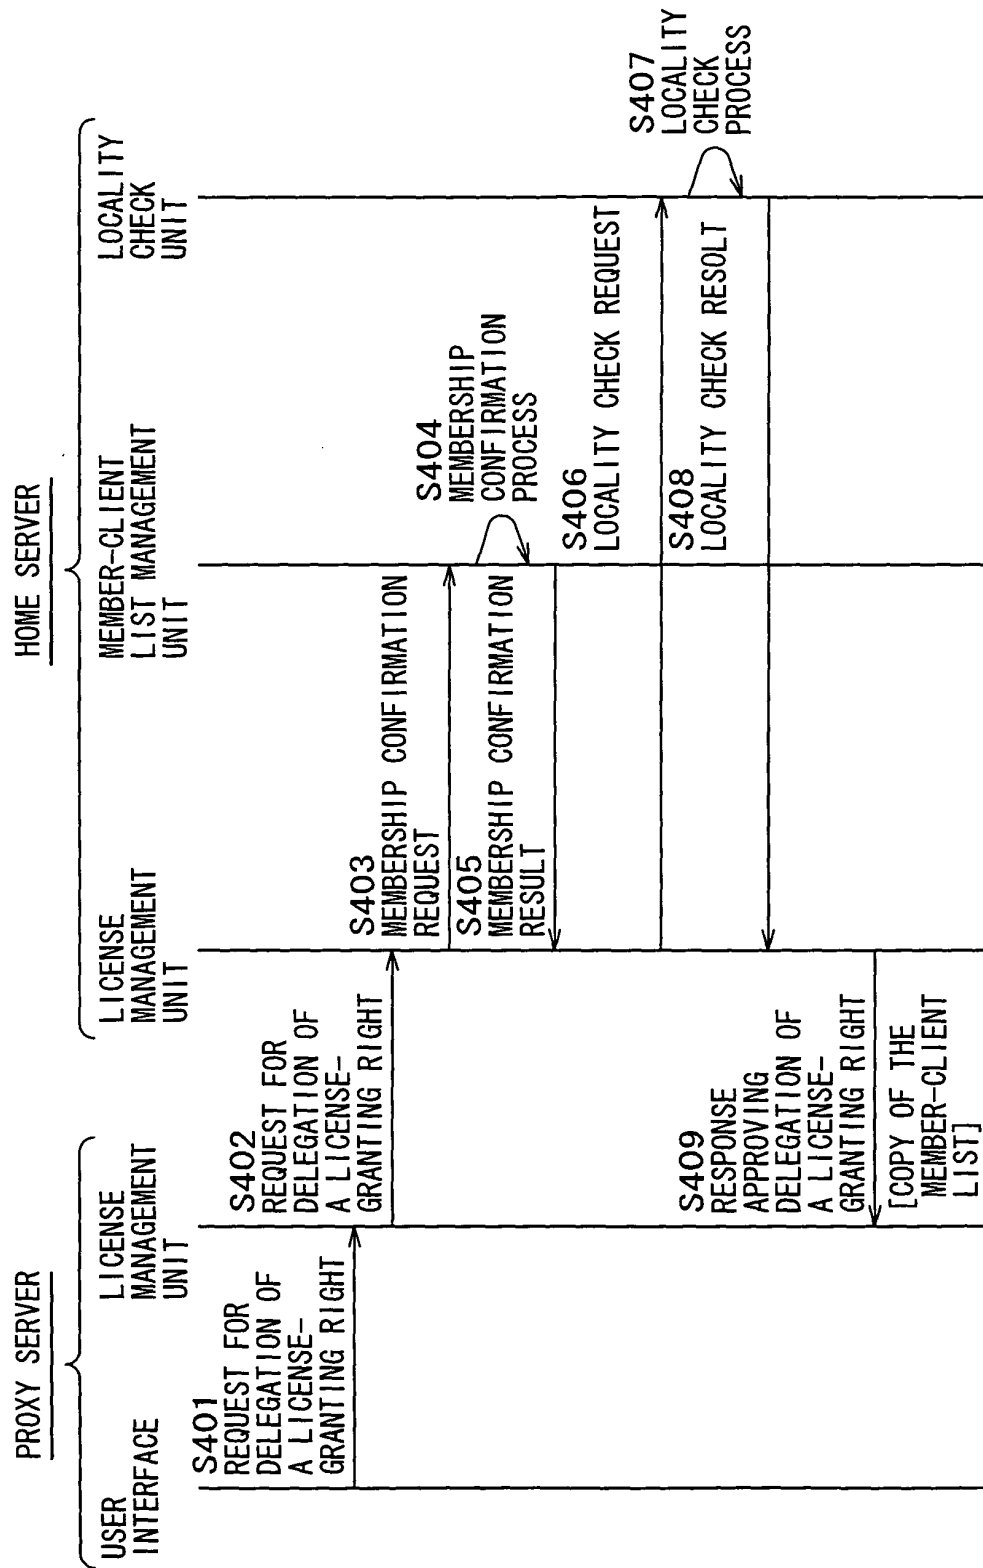 PROXY SERVER
HOME SERVER
USER
INTERFACE
LICENSE
MANAGEMENT
UNIT
LICENSE
MANAGEMENT
UNIT
MEMBER-CLIENT
LIST MANAGEMENT
UNIT
LOCALITY
CHECK
UNIT
S401
REQUEST FOR
DELEGATION OF
A LICENSE-
GRANTING RIGHT
S402
REQUEST FOR
DELEGATION OF
A LICENSE-
GRANTING RIGHT
S403
MEMBERSHIP CONFIRMATION
REQUEST
S404
MEMBERSHIP
CONFIRMATION
PROCESS
S405
MEMBERSHIP CONFIRMATION
RESULT
S406
LOCALITY CHECK REQUEST
S407
LOCALITY
CHECK
PROCESS
S408
LOCALITY CHECK RESOLT
S409
RESPONSE
APPROVING
DELEGATION OF
A LICENSE-
GRANTING RIGHT
[COPY OF THE
MEMBER-CLIENT
LIST]